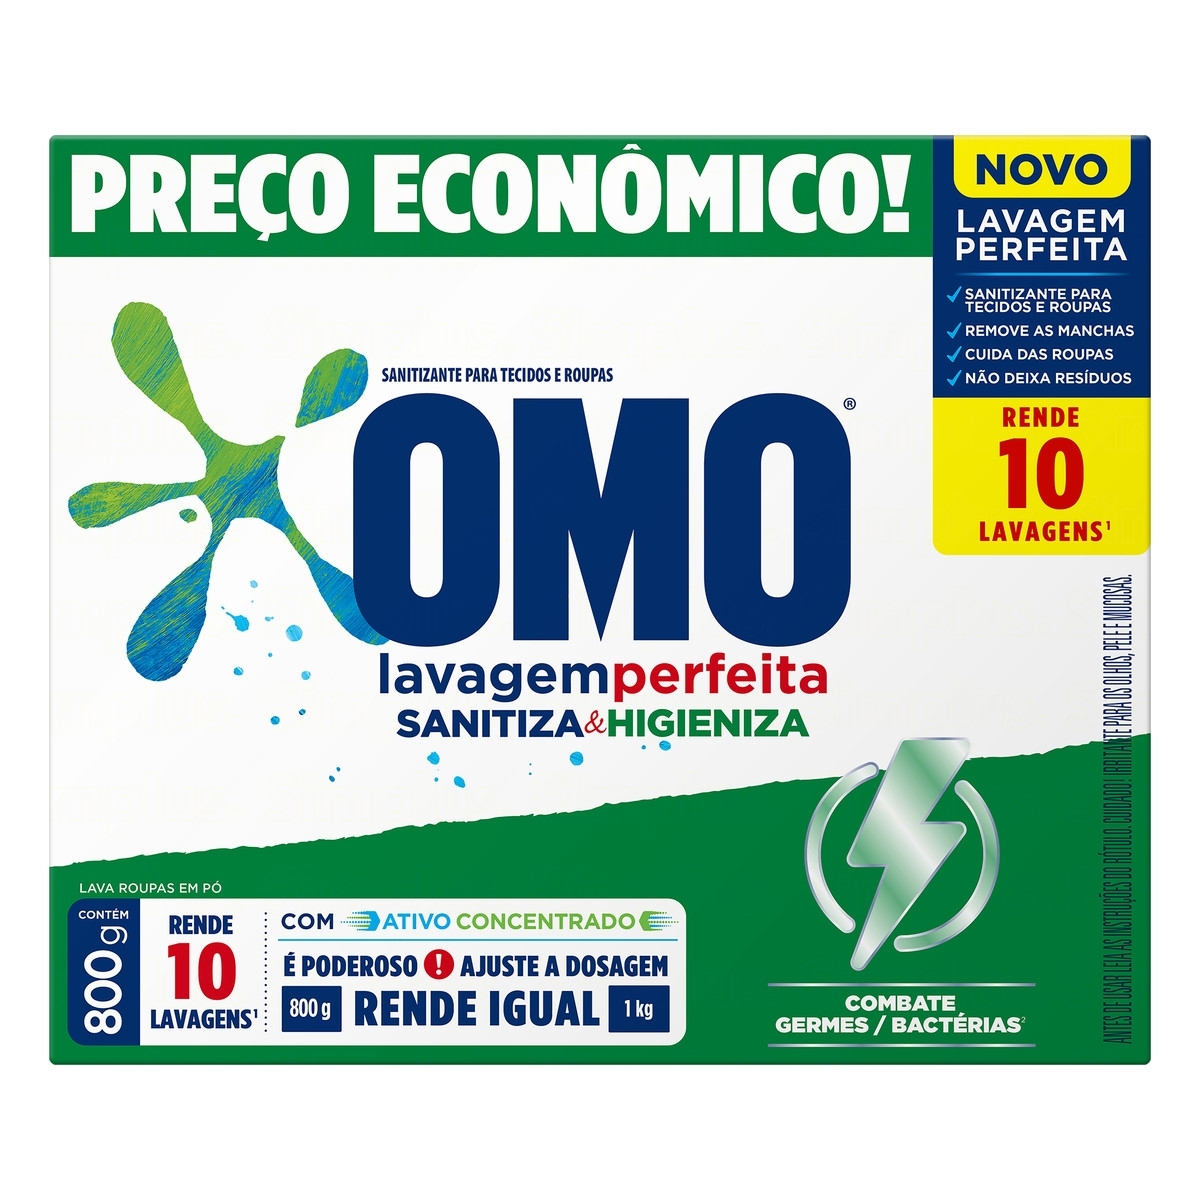 PREÇO ECONÔMICO!
NOVO
LAVAGEM
PERFEITA
SANITIZANTE PARA
TECIDOS E ROUPAS
REMOVE AS MANCHAS
CUIDA DAS ROUPAS
NÃO DEIXA RESÍDUOS
RENDE
10
LAVAGENS¹
SANITIZANTE PARA TECIDOS E ROUPAS
OMO®
lavagemperfeita
SANITIZA&HIGIENIZA
LAVA ROUPAS EM PÓ
CONTÉM
800g
RENDE
10
LAVAGENS¹
COM ATIVO CONCENTRADO
É PODEROSO ! AJUSTE A DOSAGEM
800 g RENDE IGUAL 1 kg
COMBATE
GERMES / BACTÉRIAS²
ANTES DE USAR LEIA AS INSTRUÇÕES DO RÓTULO. CUIDADO! IRRITANTE PARA OS OLHOS, PELE E MUCOSAS.